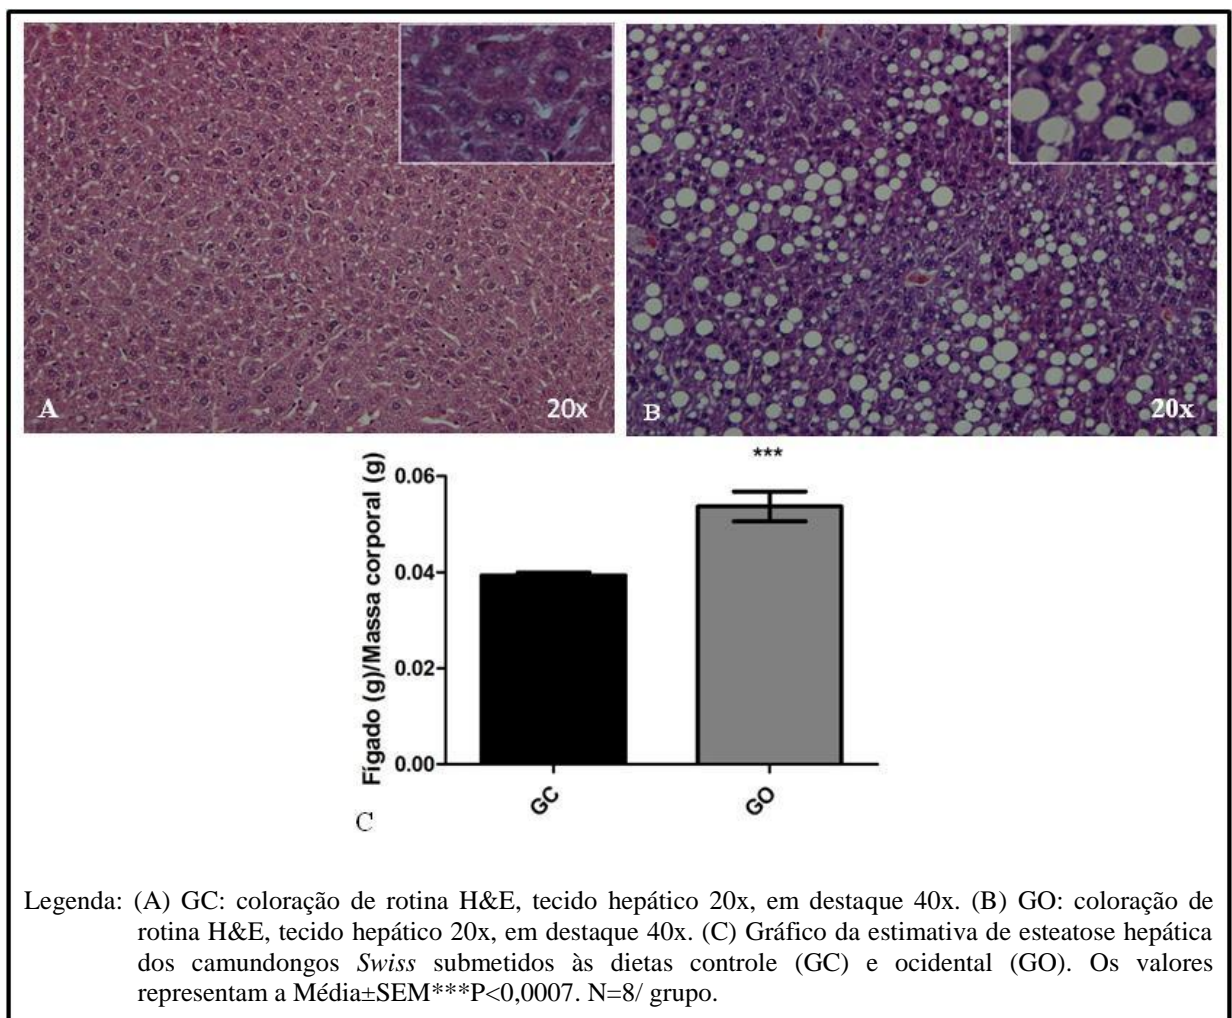 A
20x
B
20x
***
Fígado (g)/Massa corporal (g)
0.06
0.04
0.02
0.00
GC
GO
C
Legenda: (A) GC: coloração de rotina H&E, tecido hepático 20x, em destaque 40x. (B) GO: coloração de
rotina H&E, tecido hepático 20x, em destaque 40x. (C) Gráfico da estimativa de esteatose hepática
dos camundongos Swiss submetidos às dietas controle (GC) e ocidental (GO). Os valores
representam a Média±SEM***P<0,0007. N=8/ grupo.